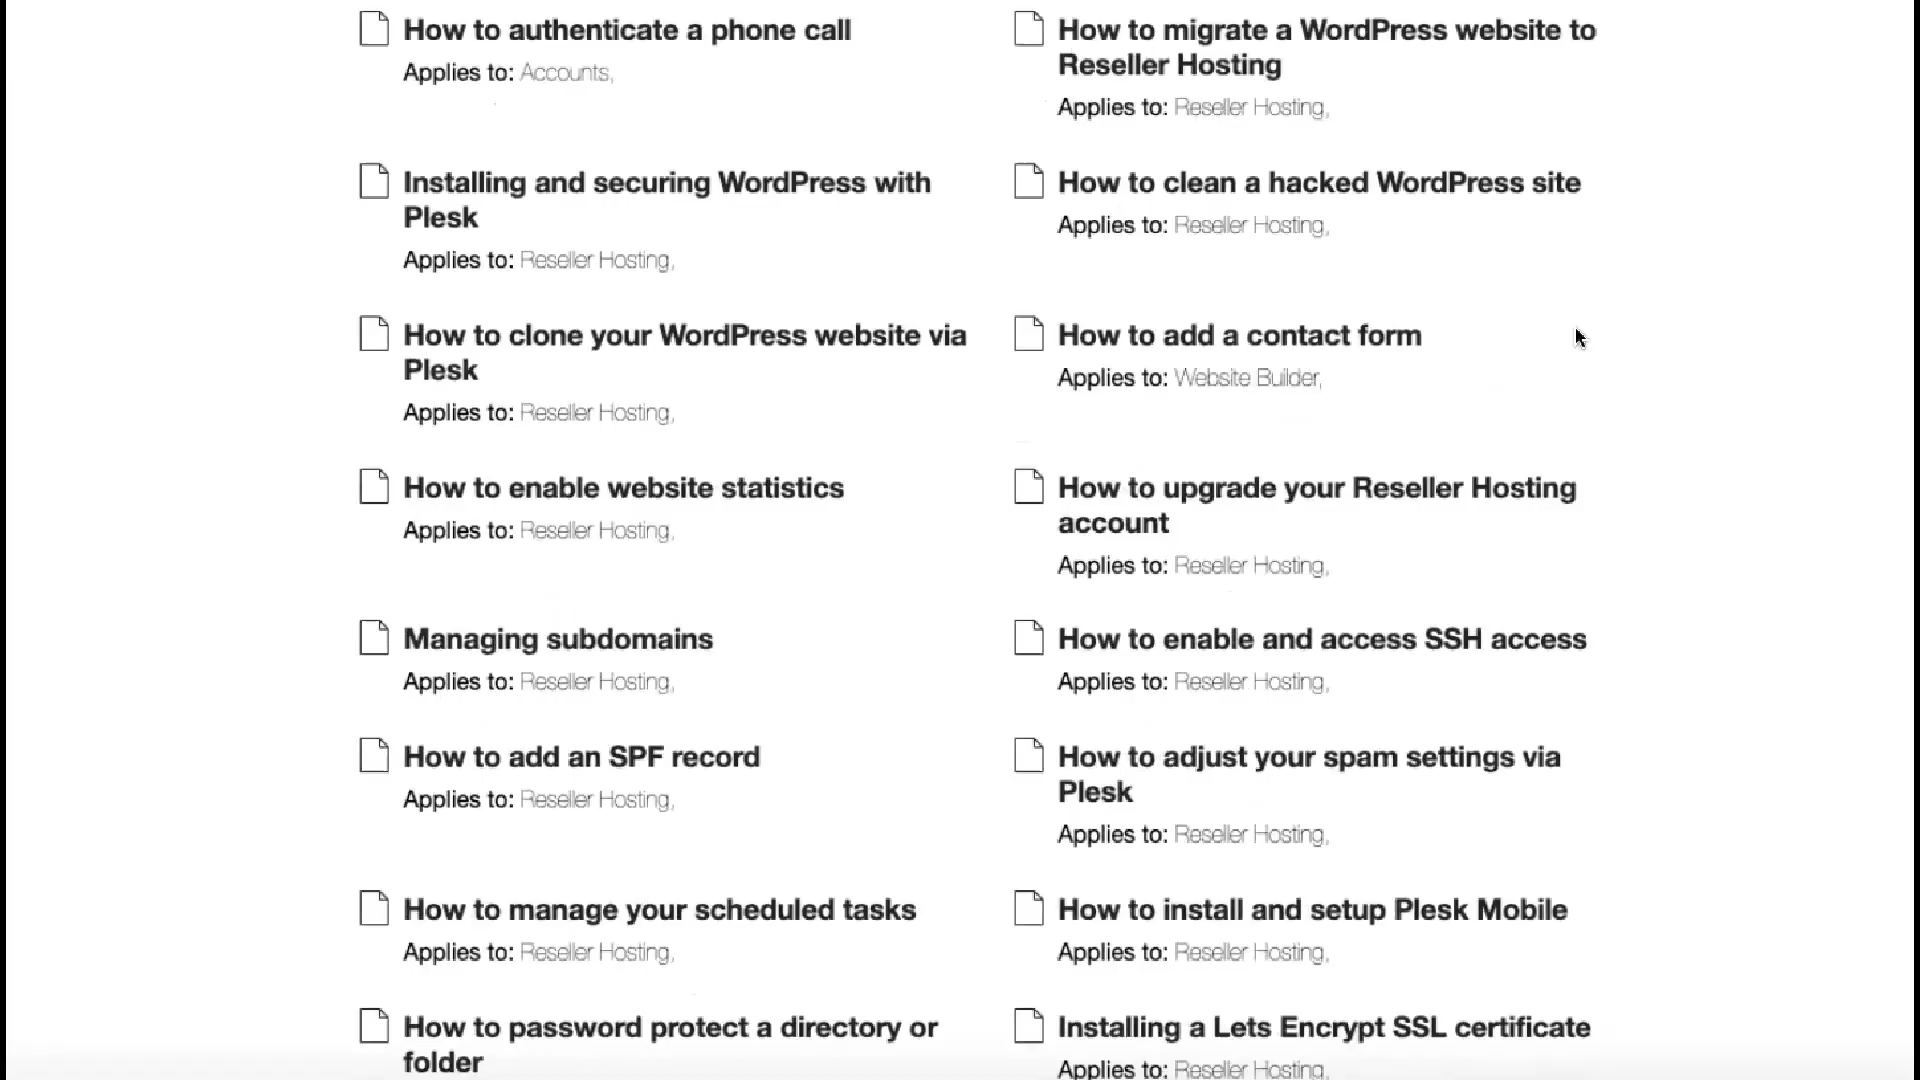 How to authenticate a phone call
Applies to: Accounts,
How to migrate a WordPress website to
Reseller Hosting
Applies to: Reseller Hosting,
Installing and securing WordPress with
Plesk
Applies to: Reseller Hosting,
How to clean a hacked WordPress site
Applies to: Reseller Hosting,
How to clone your WordPress website via
Plesk
Applies to: Reseller Hosting,
How to add a contact form
Applies to: Website Builder,
How to enable website statistics
Applies to: Reseller Hosting,
How to upgrade your Reseller Hosting
account
Applies to: Reseller Hosting,
Managing subdomains
Applies to: Reseller Hosting,
How to enable and access SSH access
Applies to: Reseller Hosting,
How to add an SPF record
Applies to: Reseller Hosting,
How to adjust your spam settings via
Plesk
Applies to: Reseller Hosting,
How to manage your scheduled tasks
Applies to: Reseller Hosting,
How to install and setup Plesk Mobile
Applies to: Reseller Hosting,
How to password protect a directory or
folder
Installing a Lets Encrypt SSL certificate
Applies to: Reseller Hosting,